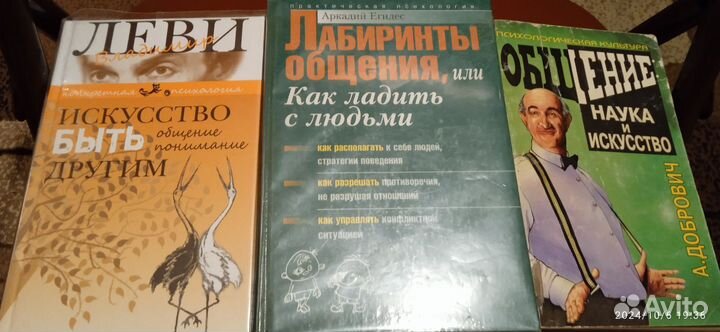 ЛЕВИ
Владимир
конкретная психология
ИСКУССТВО
БЫТЬ общение
понимание
ДРУГИМ
практическая психология
Аркадий Егидес
ЛАБИРИНТЫ
ОБЩЕНИЯ, или
Как ладить
с людьми
как располагать к себе людей,
стратегии поведения
как разрешать противоречия,
не разрушая отношений
как управлять конфликтной
ситуацией
ПСИХОЛОГИЧЕСКАЯ КУЛЬТУРА
ОБЩЕНИЕ
НАУКА
И
ИСКУССТВО
А. ДОБРОВИЧ
2024/10/6 19:36
Avito